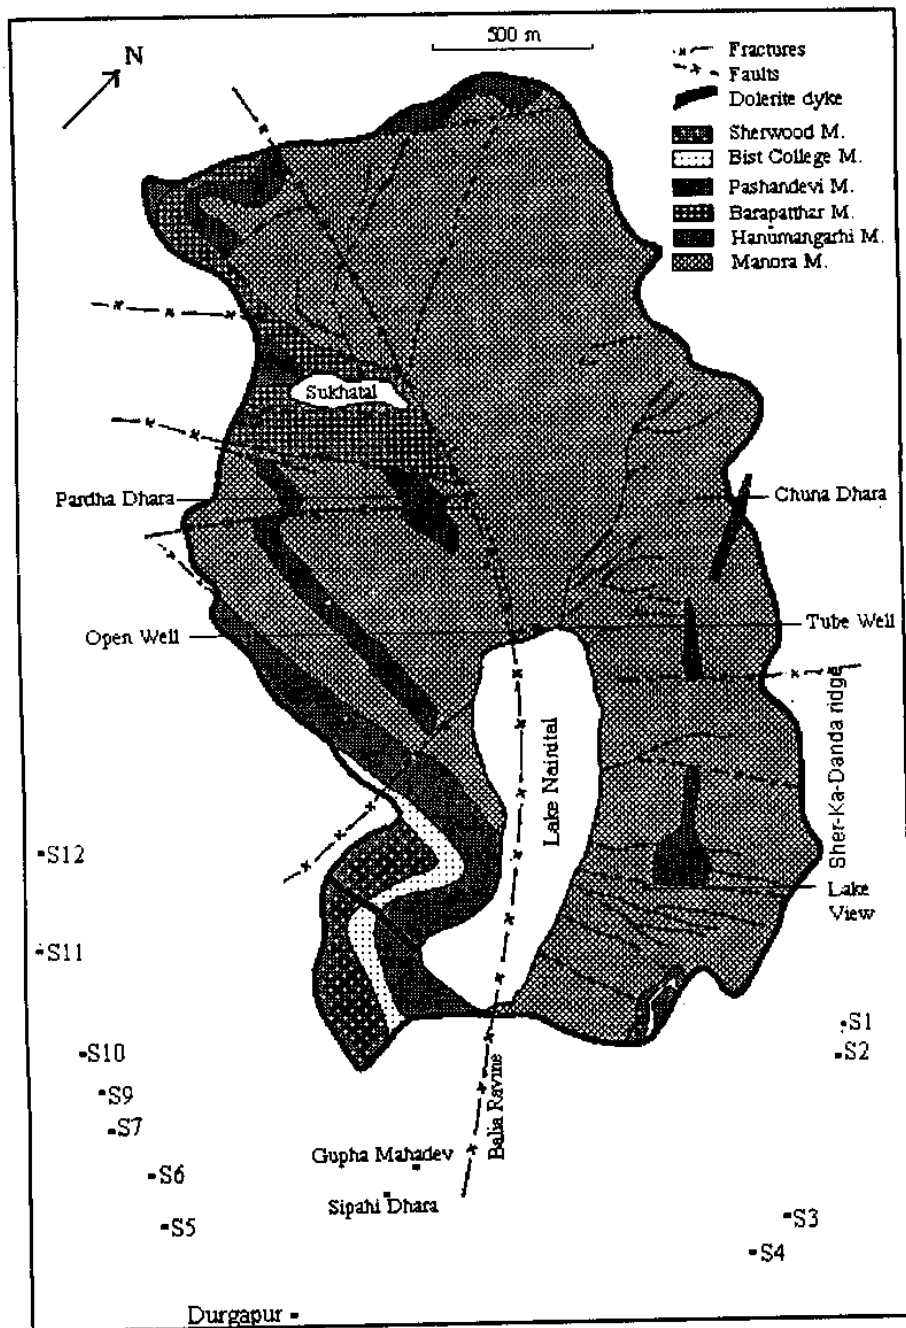 500 m
N
Fractures
Faults
Dolerite dyke
Sherwood M.
Bist College M.
Pashandevi M.
Barapatthar M.
Hanumangarhi M.
Manora M.
Sukhatal
Pardha Dhara
Chuna Dhara
Open Well
Tube Well
Sher-Ka-Danda ridge
Lake Nainital
Lake
View
S12
S11
S10
S9
S7
S6
S5
S1
S2
S3
S4
Balia Ravine
Gupha Mahadev
Sipahi Dhara
Durgapur